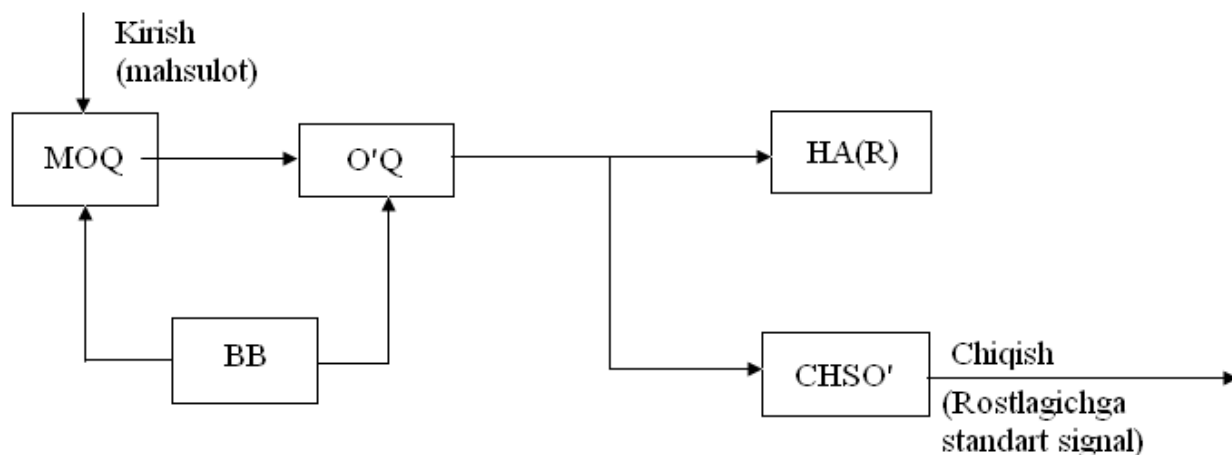 Kirish
(mahsulot)
MOQ
O'Q
HA(R)
BB
CHSO'
Chiqish
(Rostlagichga
standart signal)